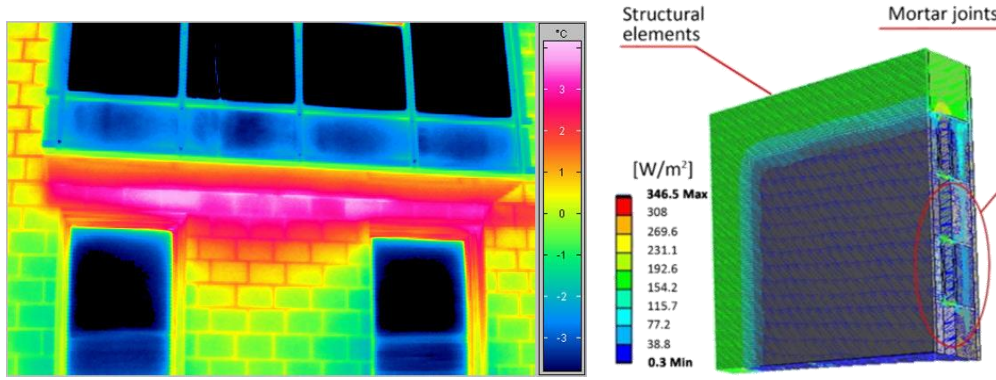 °C
3
2
1
0
-1
-2
-3
Structural
elements
Mortar joints
[W/m²]
346.5 Max
308
269.6
231.1
192.6
154.2
115.7
77.2
38.8
0.3 Min